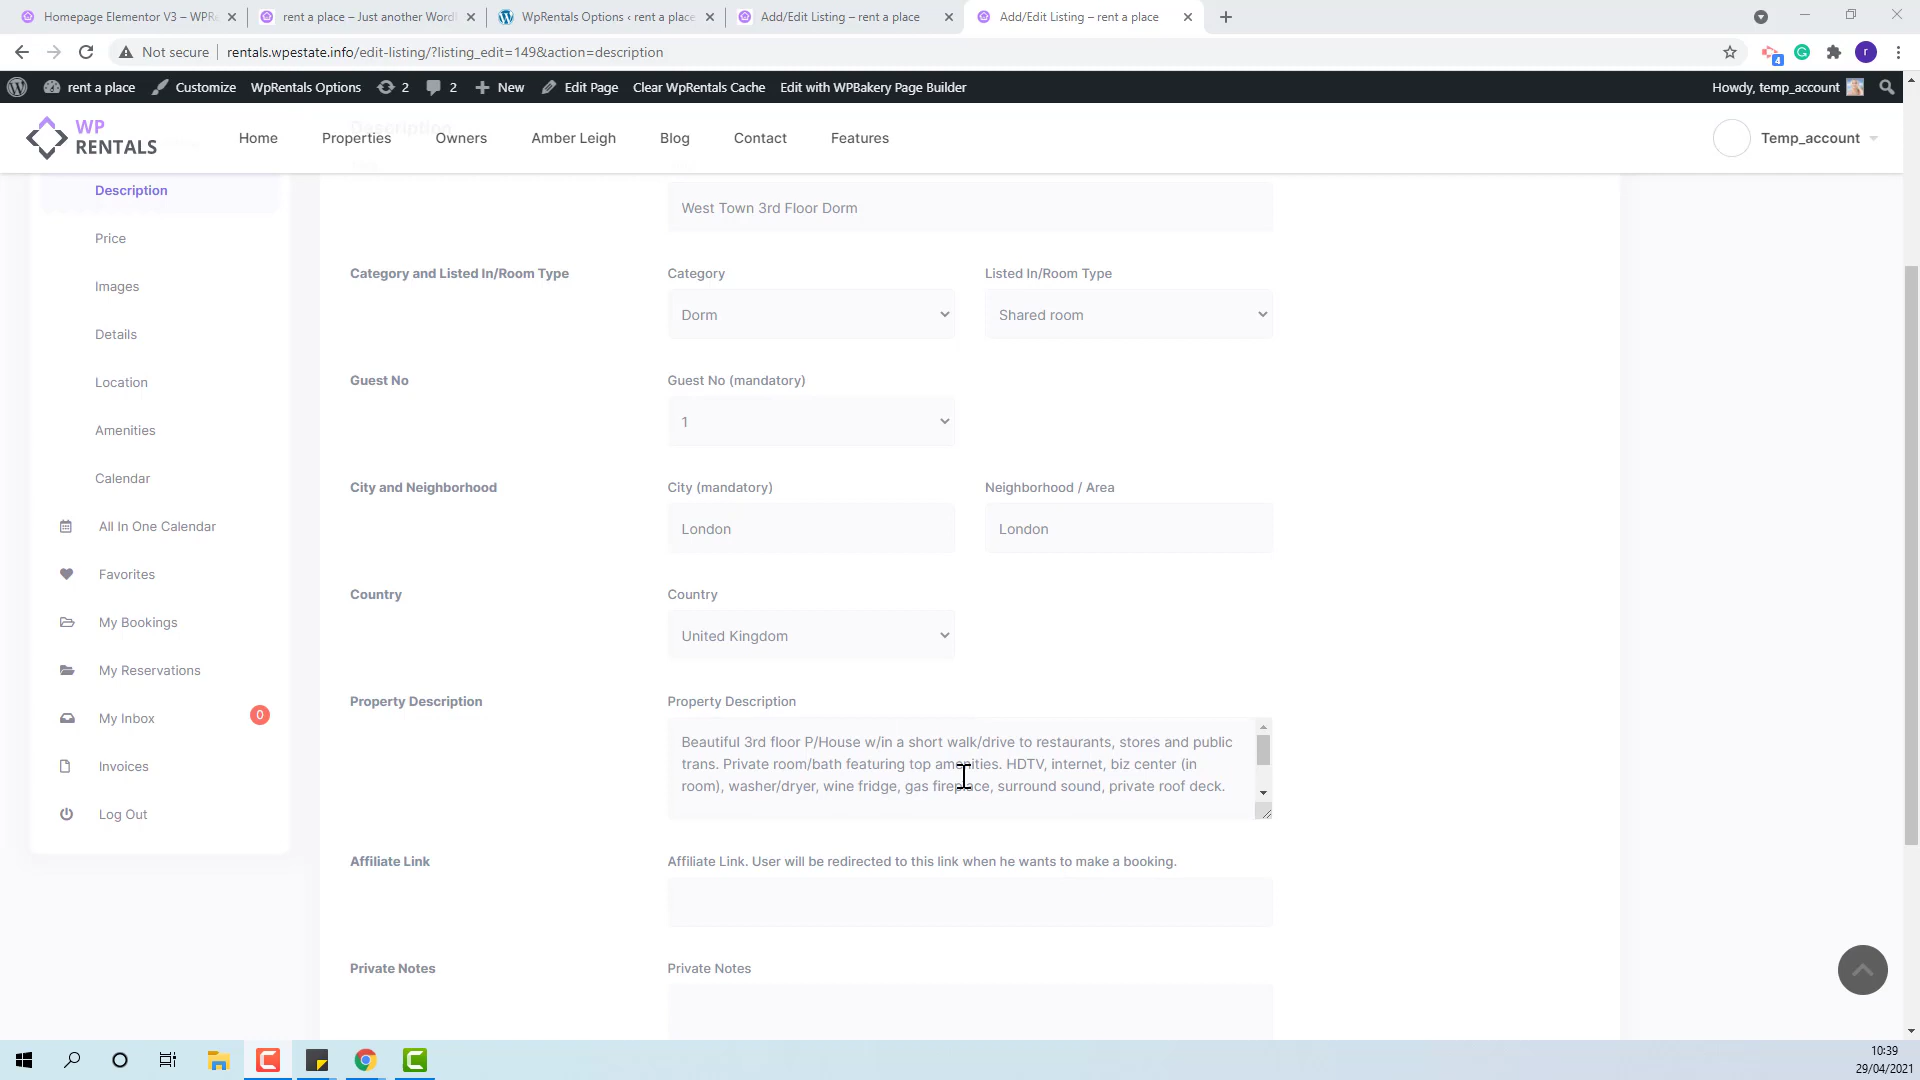 Homepage Elementor V3 – WPRe
rent a place – Just another Word
WpRentals Options ‹ rent a place
Add/Edit Listing – rent a place
Add/Edit Listing – rent a place
Not secure
rentals.wpestate.info/edit-listing/?listing_edit=149&action=description
4
r
rent a place
Customize
WpRentals Options
2
2
New
Edit Page
Clear WpRentals Cache
Edit with WPBakery Page Builder
Howdy, temp_account
WP
RENTALS
Home
Properties
Owners
Amber Leigh
Blog
Contact
Features
Temp_account
Description
Description
Price
Images
Details
Location
Amenities
Calendar
All In One Calendar
Favorites
My Bookings
My Reservations
My Inbox
0
Invoices
Log Out
West Town 3rd Floor Dorm
Category and Listed In/Room Type
Category
Listed In/Room Type
Dorm
Shared room
Guest No
Guest No (mandatory)
1
City and Neighborhood
City (mandatory)
Neighborhood / Area
London
London
Country
Country
United Kingdom
Property Description
Property Description
Beautiful 3rd floor P/House w/in a short walk/drive to restaurants, stores and public
trans. Private room/bath featuring top amenities. HDTV, internet, biz center (in
room), washer/dryer, wine fridge, gas fireplace, surround sound, private roof deck.
Affiliate Link
Affiliate Link. User will be redirected to this link when he wants to make a booking.
Private Notes
Private Notes
10:39
29/04/2021